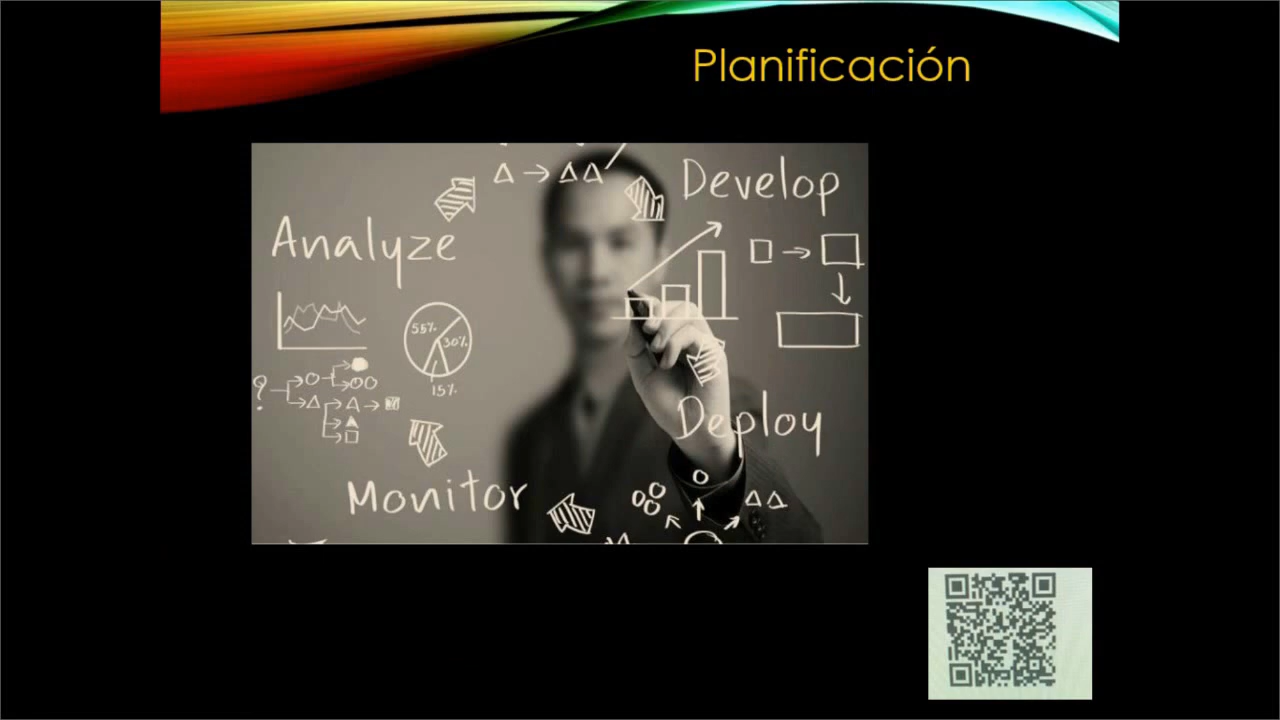 Planificación
Develop
Analyze
55%
30%
15%
?
Deploy
Monitor